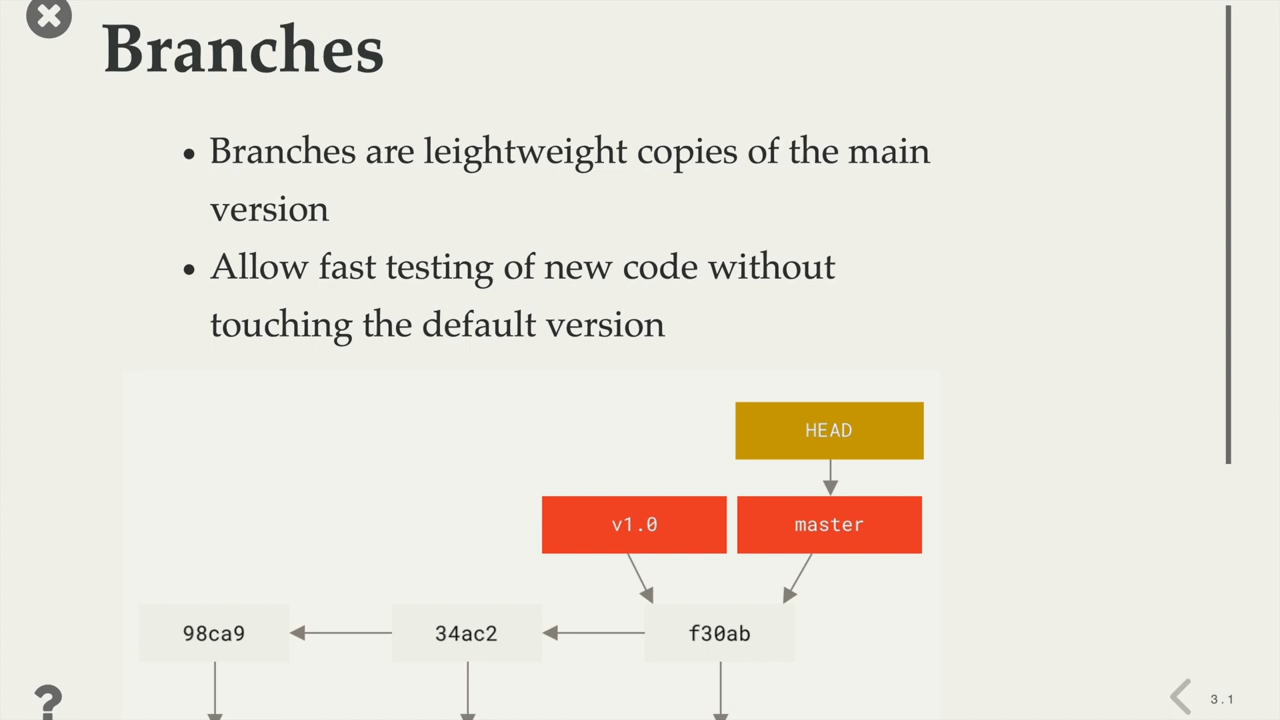 Branches
• Branches are leightweight copies of the main
version
• Allow fast testing of new code without
touching the default version
HEAD
v1.0 master
98ca9 34ac2 f30ab
?
3.1